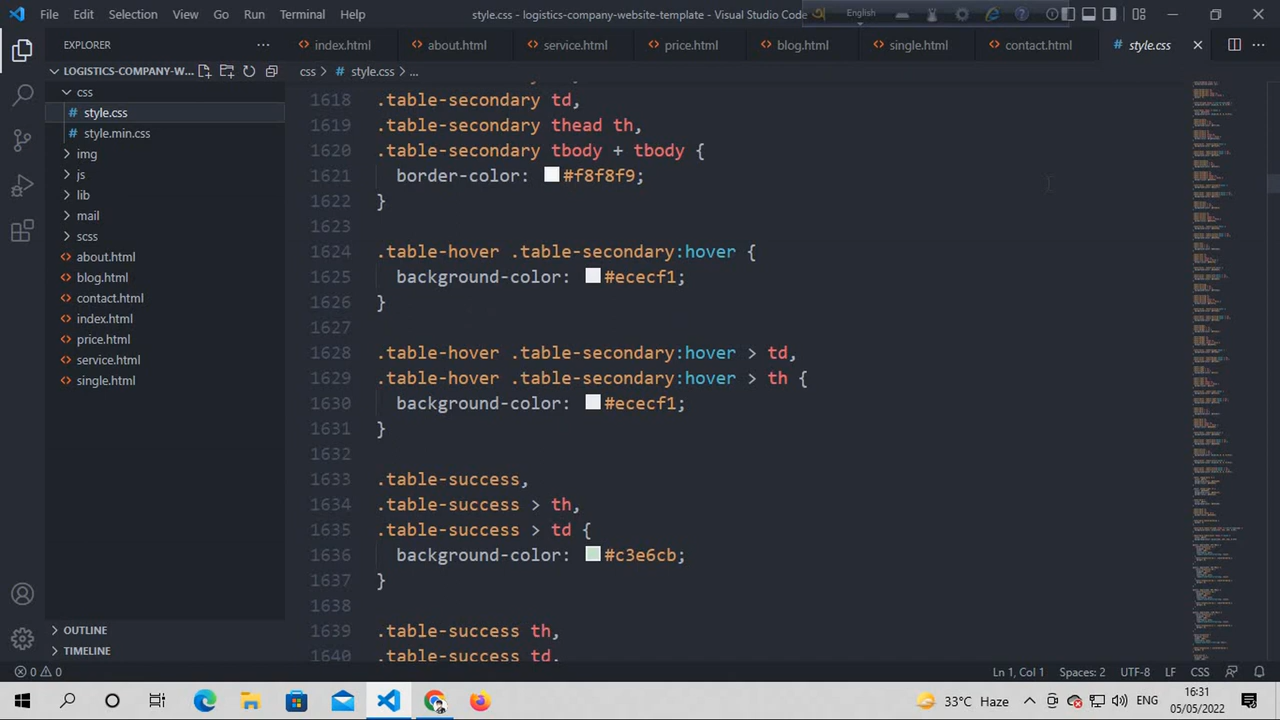 File Edit Selection View Go Run Terminal Help
style.css - logistics-company-website-template - Visual Studio Code
English
EXPLORER
index.html
about.html
service.html
price.html
blog.html
single.html
contact.html
# style.css
LOGISTICS-COMPANY-W...
css > # style.css > ...
css
# style.css
# style.min.css
img
js
lib
mail
scss
about.html
blog.html
contact.html
index.html
price.html
service.html
single.html
OUTLINE
TIMELINE
1618 .table-secondary td,
1619 .table-secondary thead th,
1620 .table-secondary tbody + tbody {
1621 border-color: #f8f8f9;
1622 }
1623
1624 .table-hover .table-secondary:hover {
1625 background-color: #ececf1;
1626 }
1627
1628 .table-hover .table-secondary:hover > td,
1629 .table-hover .table-secondary:hover > th {
1630 background-color: #ececf1;
1631 }
1632
1633 .table-success,
1634 .table-success > th,
1635 .table-success > td {
1636 background-color: #c3e6cb;
1637 }
1638
1639 .table-success th,
1640 .table-success td,
0 0
Ln 1, Col 1 Spaces: 2 UTF-8 LF CSS
33°C Haze
ENG
16:31
05/05/2022